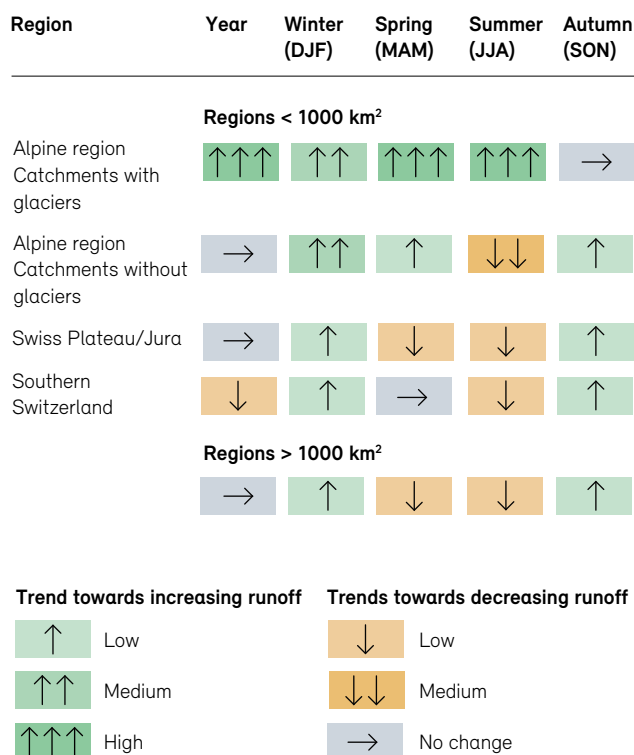 Region Year Winter (DJF) Spring (MAM) Summer (JJA) Autumn (SON)
Regions < 1000 km²
Alpine region
Catchments with
glaciers
↑↑↑ ↑↑ ↑↑↑ ↑↑↑ →
Alpine region
Catchments without
glaciers
→ ↑↑ ↑ ↓↓ ↑
Swiss Plateau/Jura → ↑ ↓ ↓ ↑
Southern
Switzerland
↓ ↑ → ↓ ↑
Regions > 1000 km²
→ ↑ ↓ ↓ ↑
Trend towards increasing runoff
↑ Low
↑↑ Medium
↑↑↑ High
Trends towards decreasing runoff
↓ Low
↓↓ Medium
→ No change